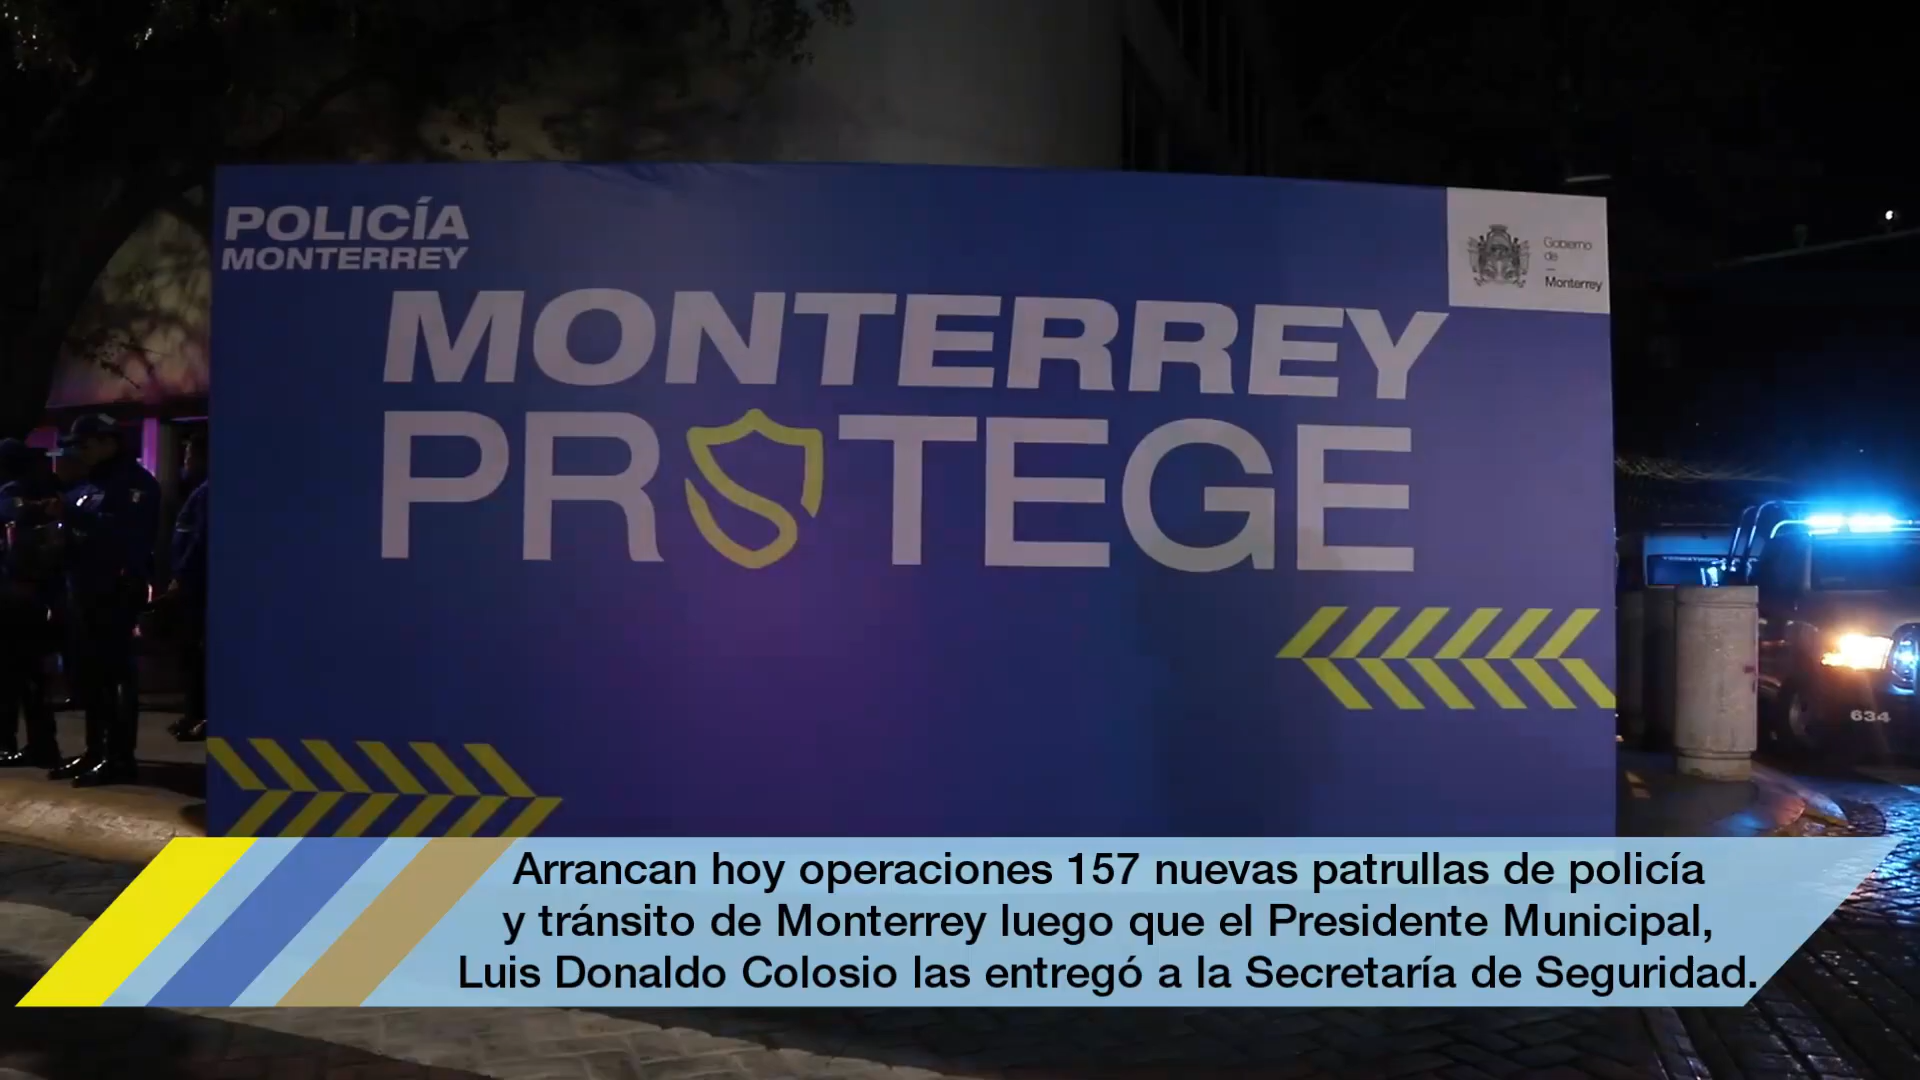 POLICÍA
MONTERREY
Gobierno
de
Monterrey
MONTERREY
PROTEGE
634
Arrancan hoy operaciones 157 nuevas patrullas de policía
y tránsito de Monterrey luego que el Presidente Municipal,
Luis Donaldo Colosio las entregó a la Secretaría de Seguridad.